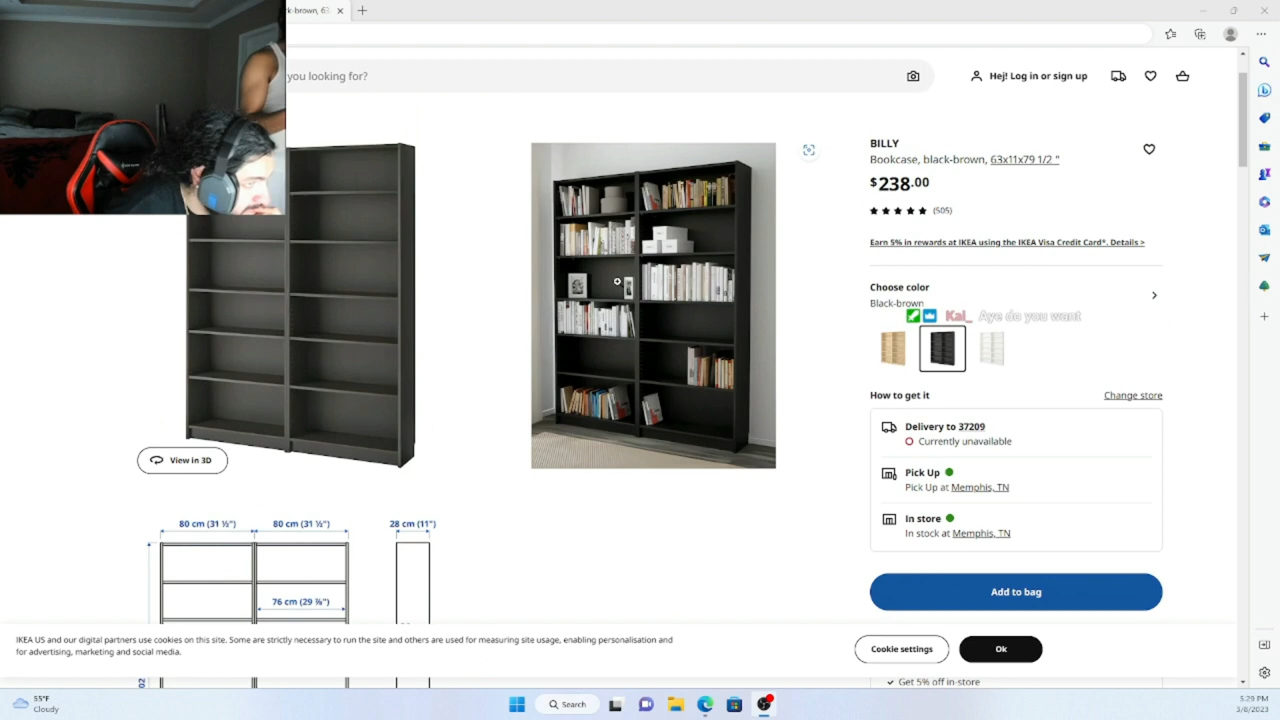 ck-brown, 63
you looking for?
Hej! Log in or sign up
BILLY
Bookcase, black-brown, 63x11x79 1/2 "
$238.00
(505)
Earn 5% in rewards at IKEA using the IKEA Visa Credit Card*. Details >
Choose color
Black-brown
Kai_ Aye do you want
How to get it
Change store
Delivery to 37209
Currently unavailable
Pick Up
Pick Up at Memphis, TN
In store
In stock at Memphis, TN
Add to bag
View in 3D
80 cm (31 ½")
80 cm (31 ½")
28 cm (11")
76 cm (29 ⅞")
IKEA US and our digital partners use cookies on this site. Some are strictly necessary to run the site and others are used for measuring site usage, enabling personalisation and
for advertising, marketing and social media.
Cookie settings
Ok
Get 5% off in-store
55°F
Cloudy
Search
5:29 PM
3/8/2023